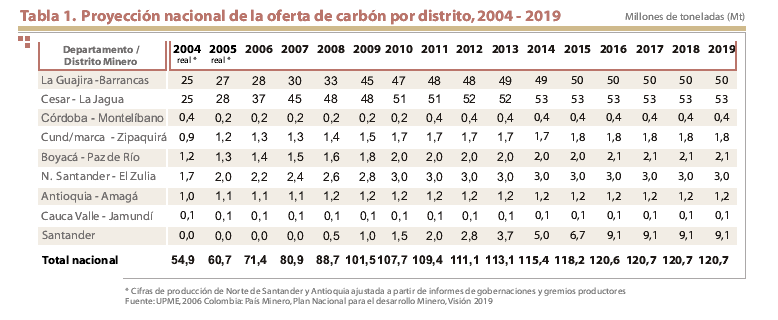 Tabla 1. Proyección nacional de la oferta de carbón por distrito, 2004 - 2019 Millones de toneladas (Mt)
Departamento / Distrito Minero 2004 real * 2005 real * 2006 2007 2008 2009 2010 2011 2012 2013 2014 2015 2016 2017 2018 2019
La Guajira - Barrancas 25 27 28 30 33 45 47 48 48 49 49 50 50 50 50 50
Cesar - La Jagua 25 28 37 45 48 48 51 51 52 52 53 53 53 53 53 53
Córdoba - Montelíbano 0,4 0,2 0,2 0,2 0,2 0,2 0,2 0,4 0,4 0,4 0,4 0,4 0,4 0,4 0,4 0,4
Cund/marca - Zipaquirá 0,9 1,2 1,3 1,3 1,4 1,5 1,7 1,7 1,7 1,7 1,7 1,8 1,8 1,8 1,8 1,8
Boyacá - Paz de Río 1,2 1,3 1,4 1,5 1,6 1,8 2,0 2,0 2,0 2,0 2,0 2,0 2,1 2,1 2,1 2,1
N. Santander - El Zulia 1,7 2,0 2,2 2,4 2,6 2,8 3,0 3,0 3,0 3,0 3,0 3,0 3,0 3,0 3,0 3,0
Antioquia - Amagá 1,0 1,1 1,1 1,1 1,2 1,2 1,2 1,2 1,2 1,2 1,2 1,2 1,2 1,2 1,2 1,2
Cauca Valle - Jamundí 0,1 0,1 0,1 0,1 0,1 0,1 0,1 0,1 0,1 0,1 0,1 0,1 0,1 0,1 0,1 0,1
Santander 0,0 0,0 0,0 0,0 0,5 1,0 1,5 2,0 2,8 3,7 5,0 6,7 9,1 9,1 9,1 9,1
Total nacional 54,9 60,7 71,4 80,9 88,7 101,5 107,7 109,4 111,1 113,1 115,4 118,2 120,6 120,7 120,7 120,7
* Cifras de producción de Norte de Santander y Antioquia ajustada a partir de informes de gobernaciones y gremios productores
Fuente: UPME, 2006 Colombia: País Minero, Plan Nacional para el desarrollo Minero, Visión 2019